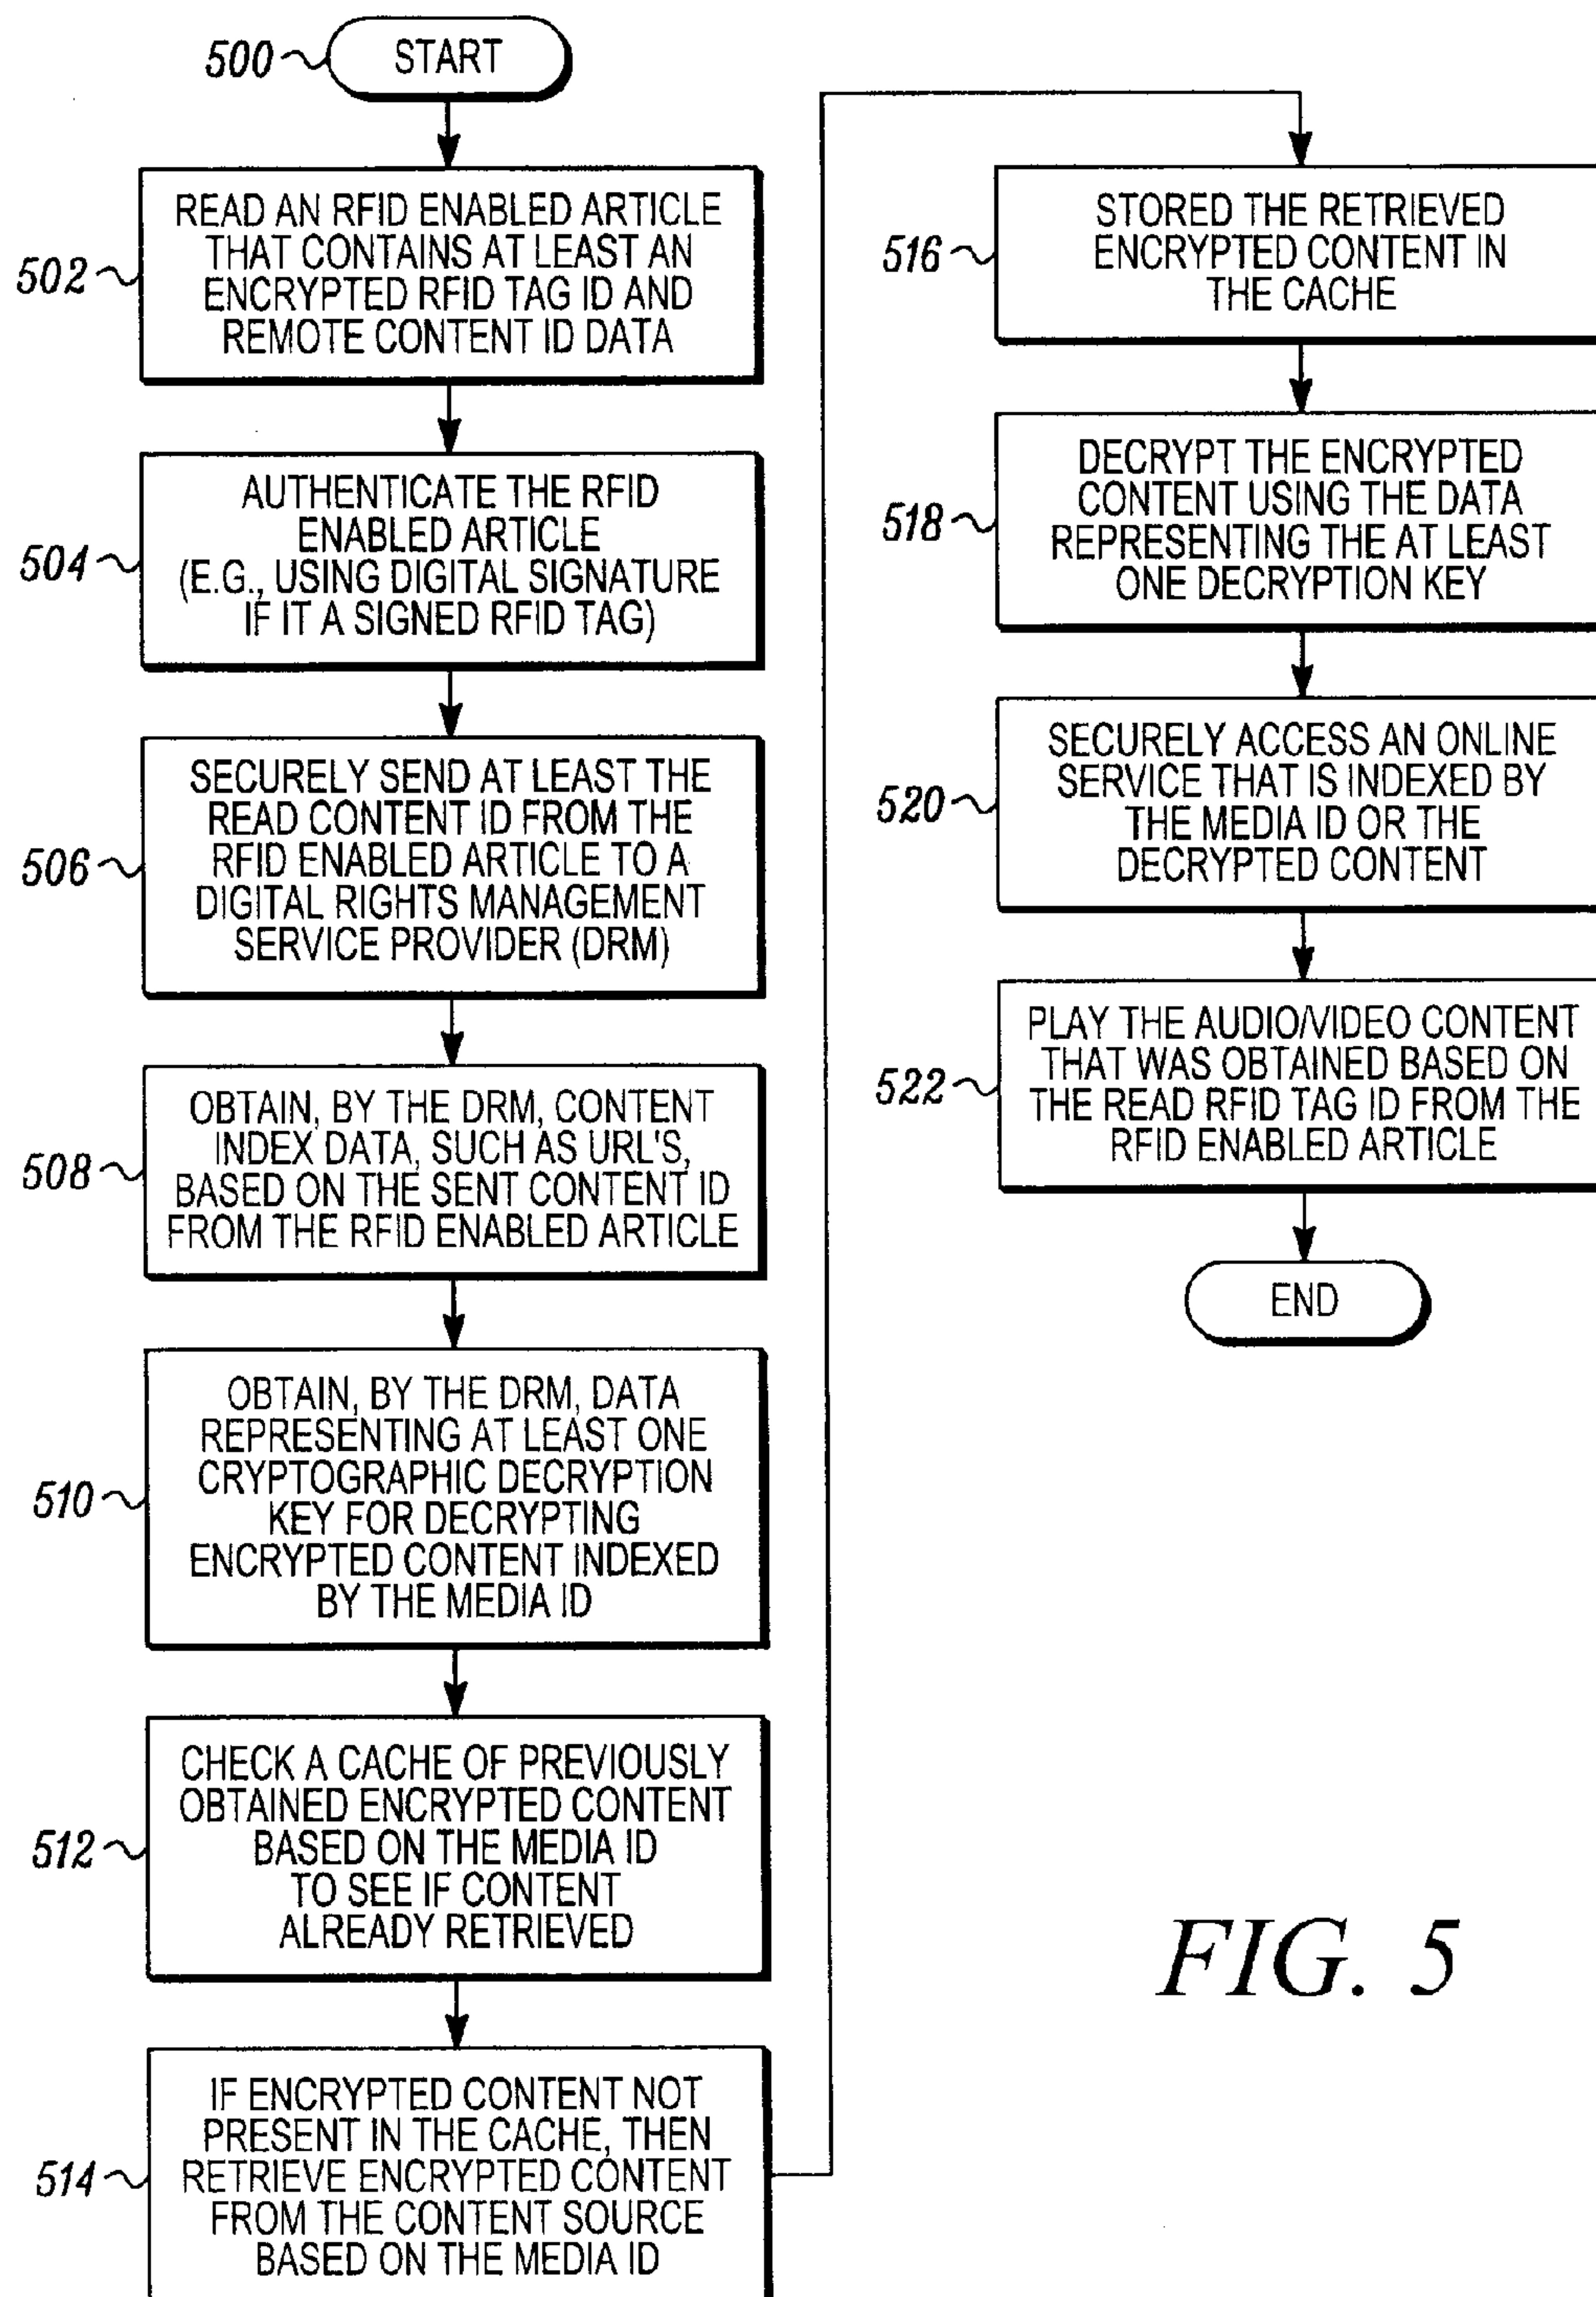 500
START
502
READ AN RFID ENABLED ARTICLE
THAT CONTAINS AT LEAST AN
ENCRYPTED RFID TAG ID AND
REMOTE CONTENT ID DATA
504
AUTHENTICATE THE RFID
ENABLED ARTICLE
(E.G., USING DIGITAL SIGNATURE
IF IT A SIGNED RFID TAG)
506
SECURELY SEND AT LEAST THE
READ CONTENT ID FROM THE
RFID ENABLED ARTICLE TO A
DIGITAL RIGHTS MANAGEMENT
SERVICE PROVIDER (DRM)
508
OBTAIN, BY THE DRM, CONTENT
INDEX DATA, SUCH AS URL'S,
BASED ON THE SENT CONTENT ID
FROM THE RFID ENABLED ARTICLE
510
OBTAIN, BY THE DRM, DATA
REPRESENTING AT LEAST ONE
CRYPTOGRAPHIC DECRYPTION
KEY FOR DECRYPTING
ENCRYPTED CONTENT INDEXED
BY THE MEDIA ID
512
CHECK A CACHE OF PREVIOUSLY
OBTAINED ENCRYPTED CONTENT
BASED ON THE MEDIA ID
TO SEE IF CONTENT
ALREADY RETRIEVED
514
IF ENCRYPTED CONTENT NOT
PRESENT IN THE CACHE, THEN
RETRIEVE ENCRYPTED CONTENT
FROM THE CONTENT SOURCE
BASED ON THE MEDIA ID
516
STORED THE RETRIEVED
ENCRYPTED CONTENT IN
THE CACHE
518
DECRYPT THE ENCRYPTED
CONTENT USING THE DATA
REPRESENTING THE AT LEAST
ONE DECRYPTION KEY
520
SECURELY ACCESS AN ONLINE
SERVICE THAT IS INDEXED BY
THE MEDIA ID OR THE
DECRYPTED CONTENT
522
PLAY THE AUDIO/VIDEO CONTENT
THAT WAS OBTAINED BASED ON
THE READ RFID TAG ID FROM THE
RFID ENABLED ARTICLE
END
FIG. 5